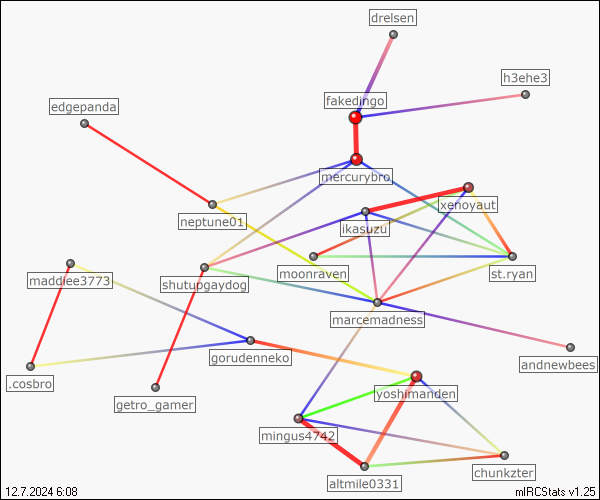 drelsen
h3ehe3
fakedingo
edgepanda
mercurybro
xenoyaut
neptune01
ikasuzu
moonraven
st.ryan
maddiee3773
shutupgaydog
marcemadness
gorudenneko
andnewbees
.cosbro
yoshimanden
getro_gamer
mingus4742
chunkzter
altmile0331
12.7.2024 6:08
mIRCStats v1.25